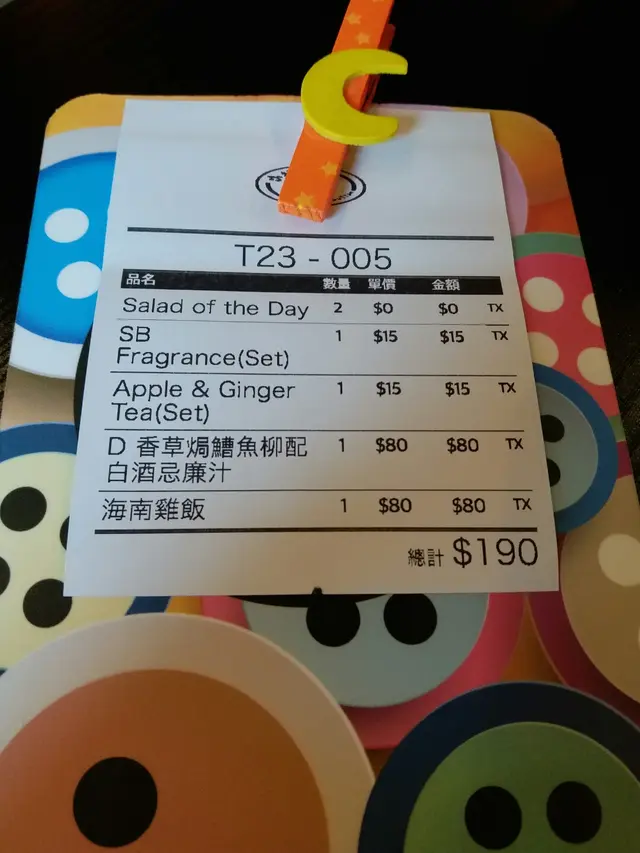 T23 - 005
品名 數量 單價 金額
Salad of the Day 2 $0 $0 TX
SB 1 $15 $15 TX
Fragrance(Set)
Apple & Ginger 1 $15 $15 TX
Tea(Set)
D 香草焗鰽魚柳配 1 $80 $80 TX
白酒忌廉汁
海南雞飯 1 $80 $80 TX
總計 $190